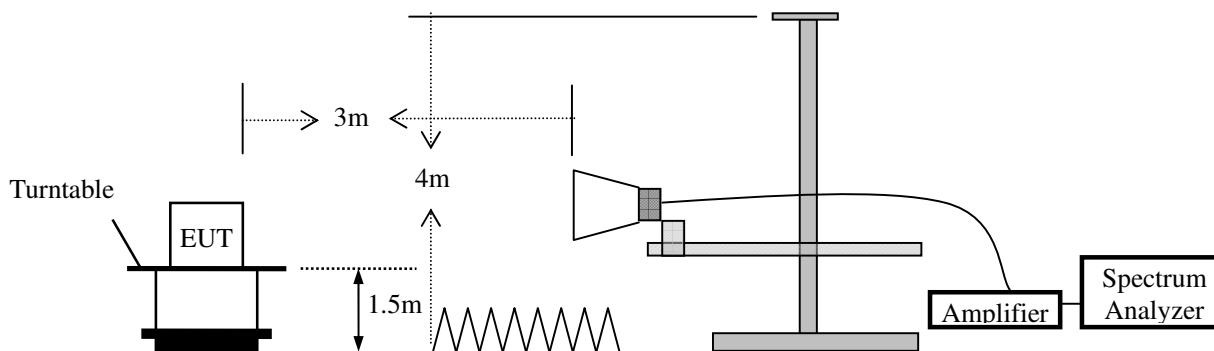 3m
4m
Turntable
EUT
1.5m
Amplifier
Spectrum
Analyzer